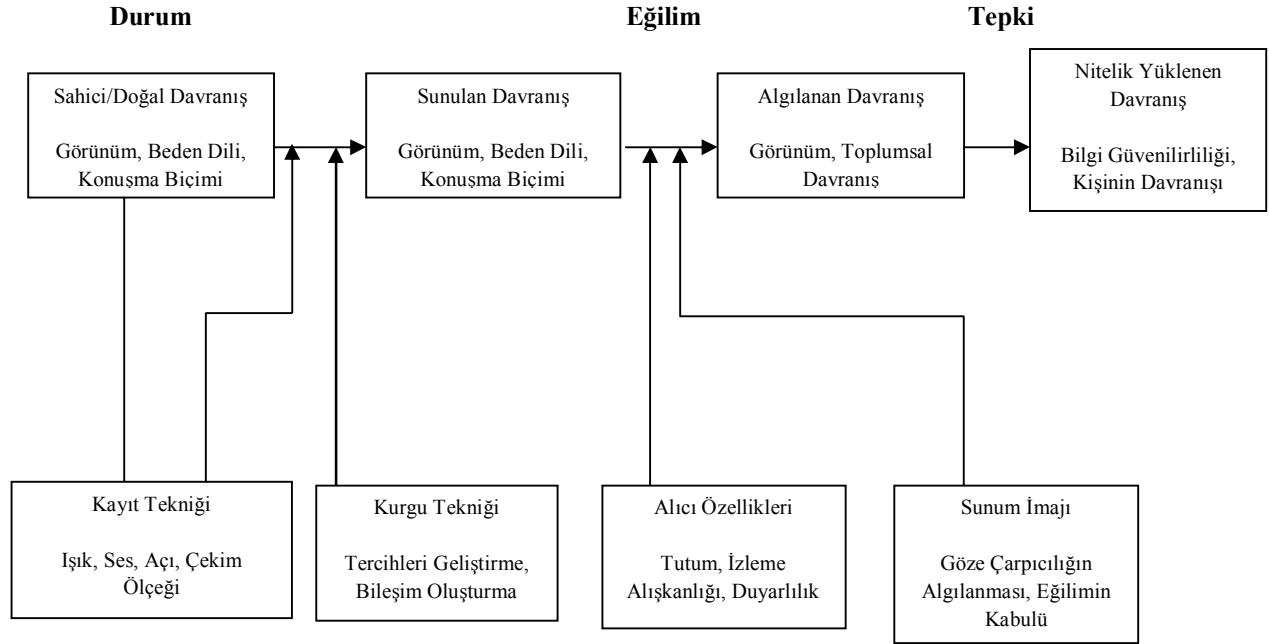 Durum
Eğilim
Tepki
Sahici/Doğal Davranış
Görünüm, Beden Dili,
Konuşma Biçimi
Sunulan Davranış
Görünüm, Beden Dili,
Konuşma Biçimi
Algılanan Davranış
Görünüm, Toplumsal
Davranış
Nitelik Yüklenen
Davranış
Bilgi Güvenilirliliği,
Kişinin Davranışı
Kayıt Tekniği
Işık, Ses, Açı, Çekim
Ölçeği
Kurgu Tekniği
Tercihleri Geliştirme,
Bileşim Oluşturma
Alıcı Özellikleri
Tutum, İzleme
Alışkanlığı, Duyarlılık
Sunum İmajı
Göze Çarpıcılığın
Algılanması, Eğilimin
Kabulü